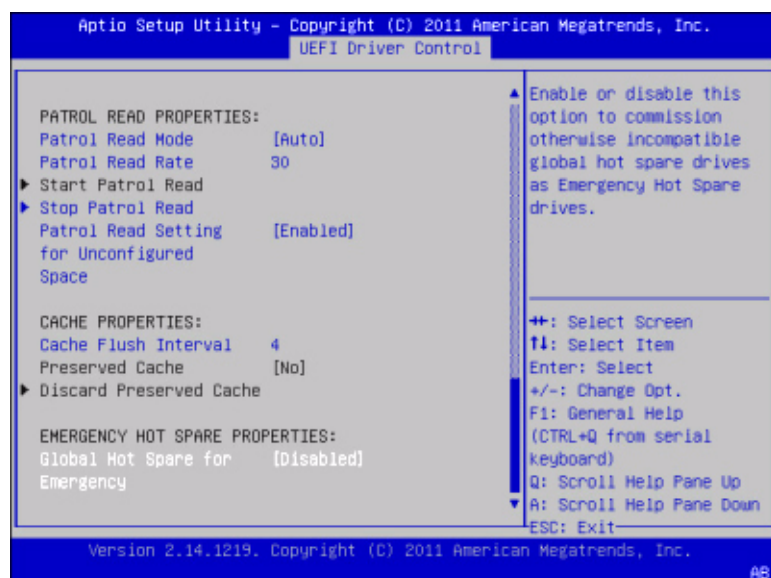 Aptio Setup Utility – Copyright (C) 2011 American Megatrends, Inc.
UEFI Driver Control
PATROL READ PROPERTIES:
Patrol Read Mode [Auto]
Patrol Read Rate 30
Start Patrol Read
Stop Patrol Read
Patrol Read Setting [Enabled]
for Unconfigured
Space
CACHE PROPERTIES:
Cache Flush Interval 4
Preserved Cache [No]
Discard Preserved Cache
EMERGENCY HOT SPARE PROPERTIES:
Global Hot Spare for [Disabled]
Emergency
Enable or disable this
option to commission
otherwise incompatible
global hot spare drives
as Emergency Hot Spare
drives.
→←: Select Screen
↑↓: Select Item
Enter: Select
+/-: Change Opt.
F1: General Help
(CTRL+Q from serial
keyboard)
Q: Scroll Help Pane Up
A: Scroll Help Pane Down
ESC: Exit
Version 2.14.1219. Copyright (C) 2011 American Megatrends, Inc.
AB